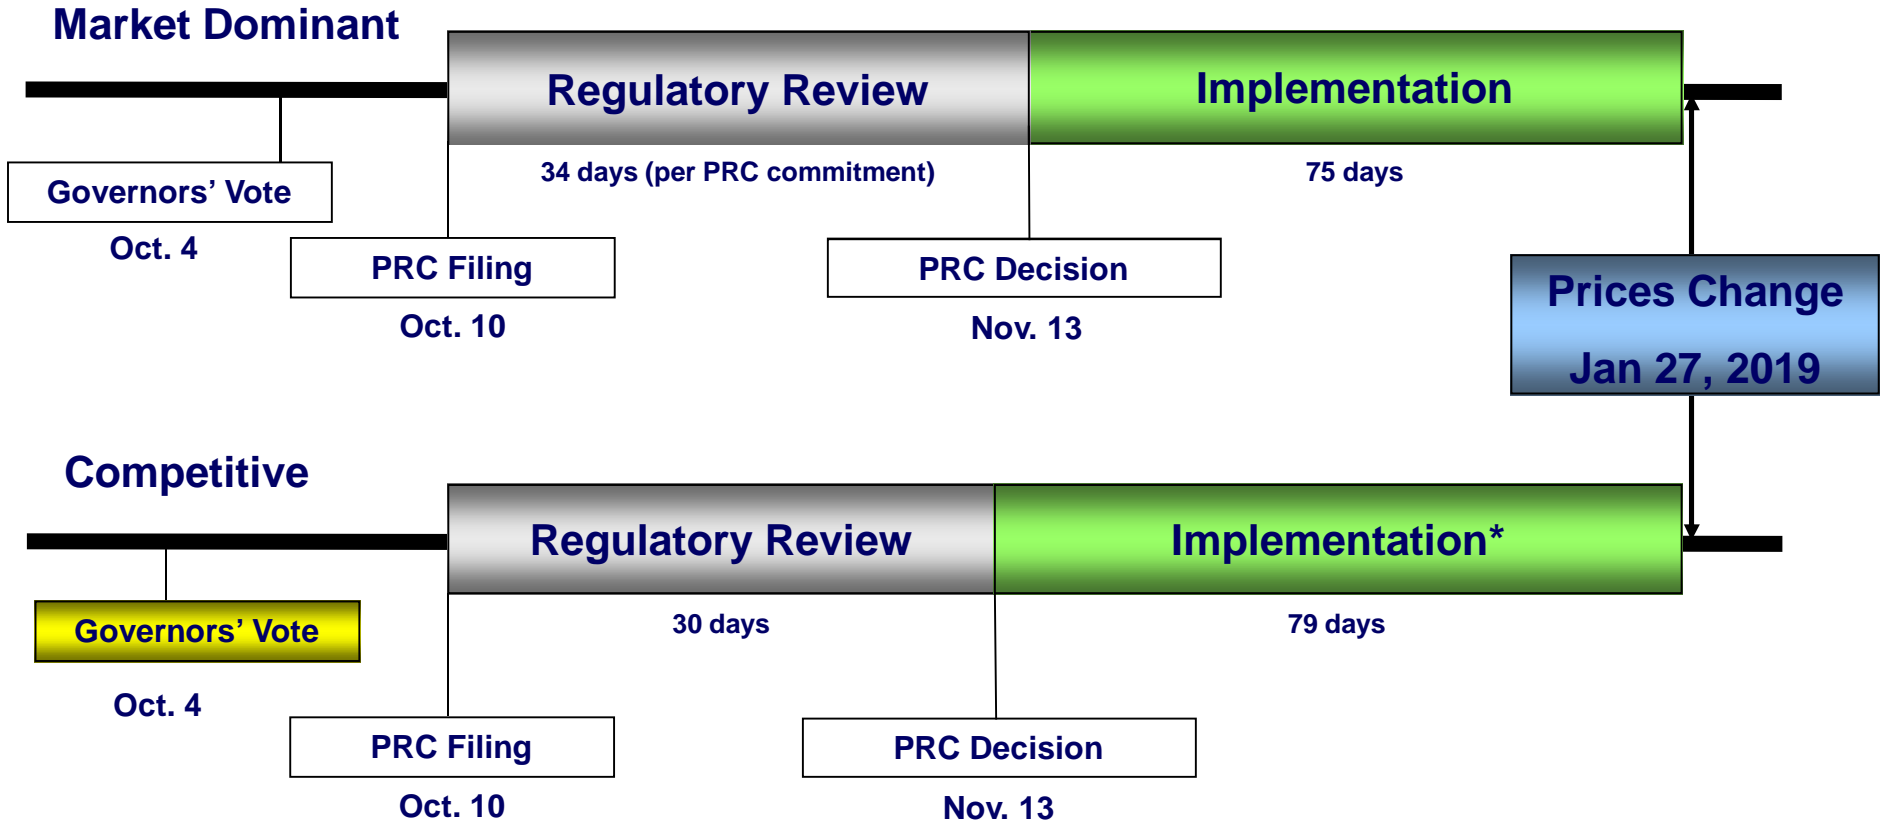 Market Dominant
Regulatory Review
Implementation
34 days (per PRC commitment)
75 days
Governors’ Vote
Oct. 4
PRC Filing
PRC Decision
Oct. 10
Nov. 13
Prices Change
Jan 27, 2019
Competitive
Regulatory Review
Implementation*
30 days
79 days
Governors’ Vote
Oct. 4
PRC Filing
PRC Decision
Oct. 10
Nov. 13